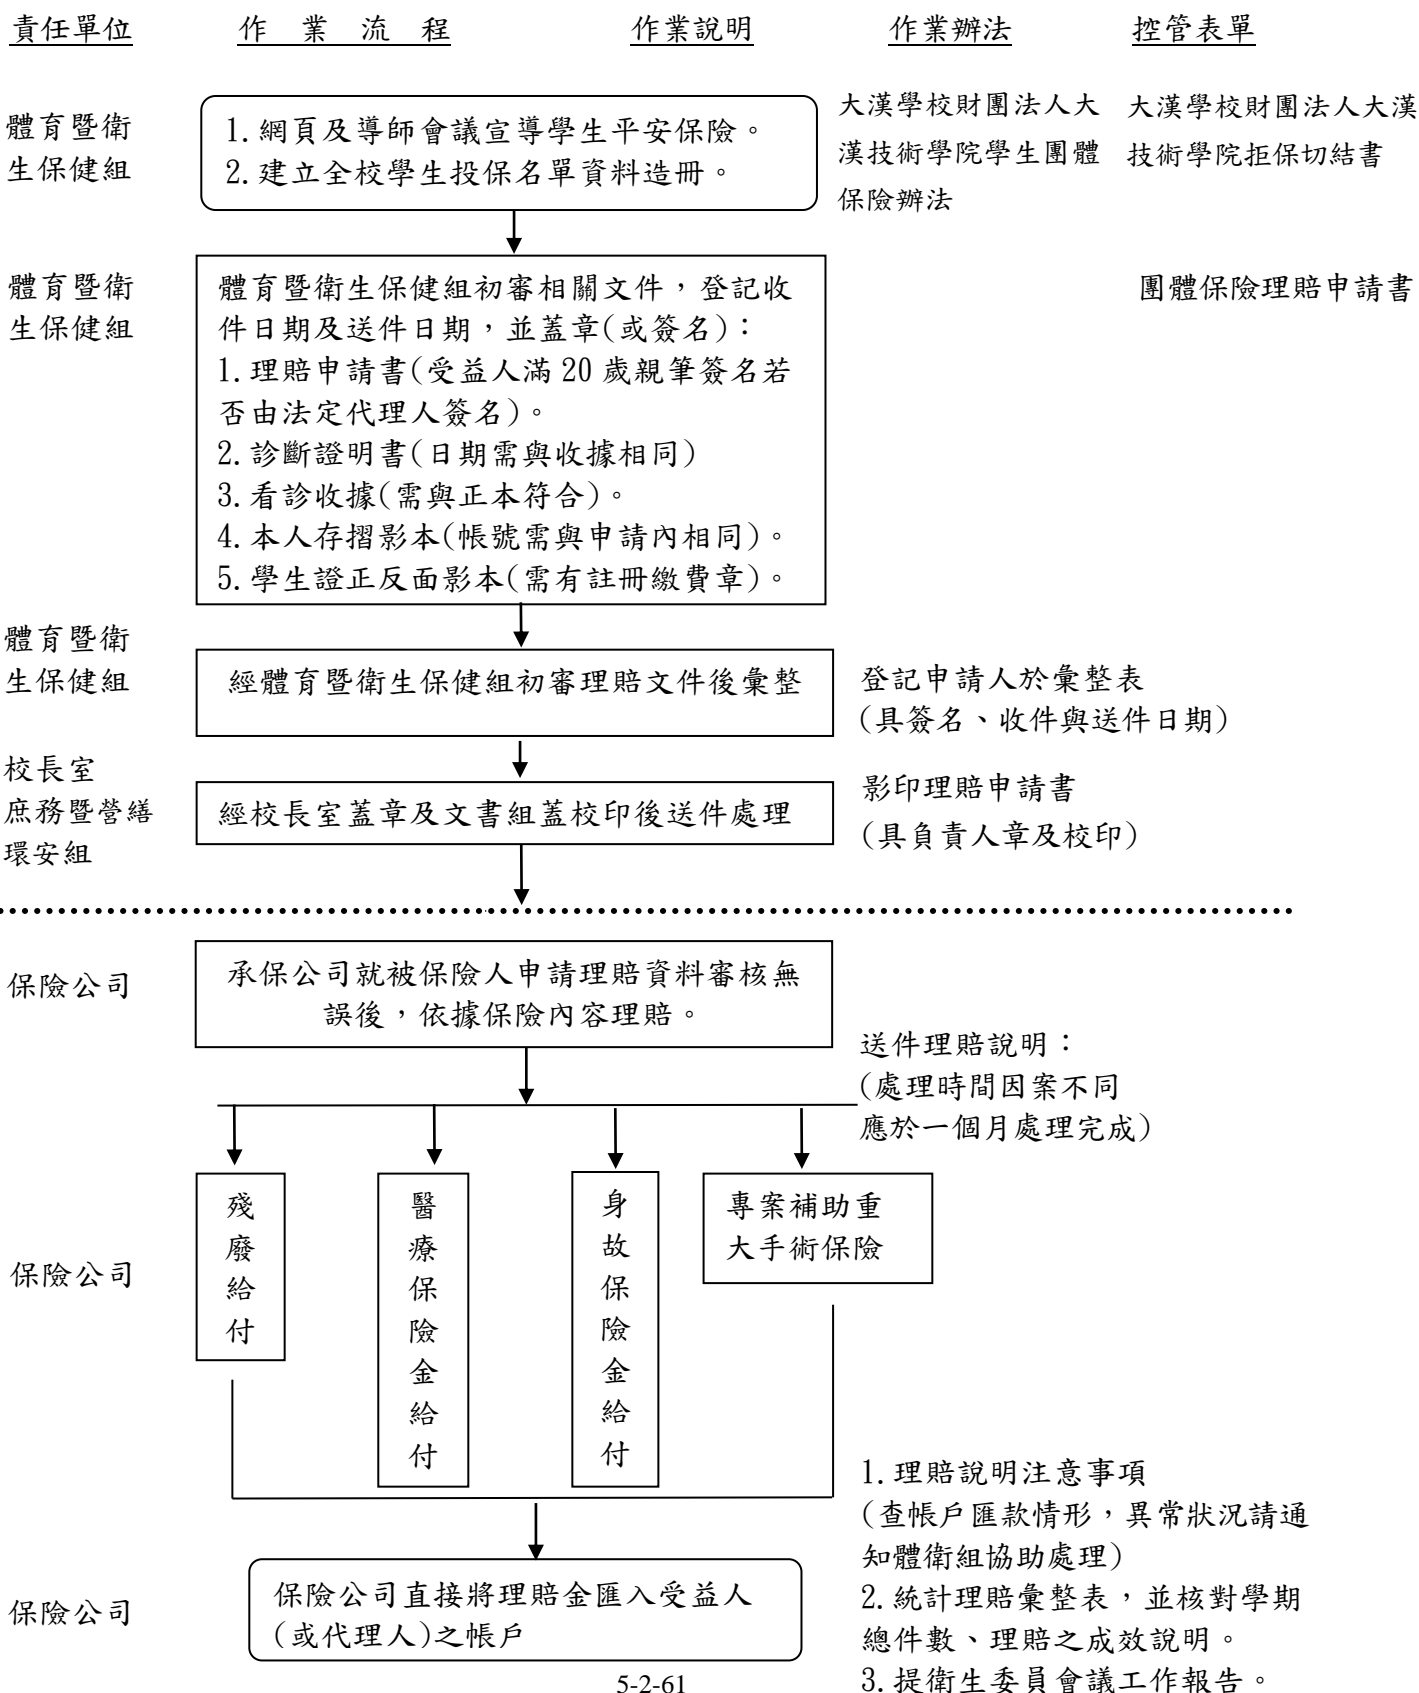 責任單位 作 業 流 程 作業說明 作業辦法 控管表單
體育暨衛
生保健組
1.網頁及導師會議宣導學生平安保險。
2.建立全校學生投保名單資料造冊。
大漢學校財團法人大
漢技術學院學生團體
保險辦法
大漢學校財團法人大漢
技術學院拒保切結書
體育暨衛
生保健組
體育暨衛生保健組初審相關文件，登記收
件日期及送件日期，並蓋章(或簽名)：
1.理賠申請書(受益人滿 20 歲親筆簽名若
否由法定代理人簽名)。
2.診斷證明書(日期需與收據相同)
3.看診收據(需與正本符合)。
4.本人存摺影本(帳號需與申請內相同)。
5.學生證正反面影本(需有註冊繳費章)。
團體保險理賠申請書
體育暨衛
生保健組
經體育暨衛生保健組初審理賠文件後彙整
登記申請人於彙整表
(具簽名、收件與送件日期)
校長室
庶務暨營繕
環安組
經校長室蓋章及文書組蓋校印後送件處理
影印理賠申請書
(具負責人章及校印)
保險公司
承保公司就被保險人申請理賠資料審核無
誤後，依據保險內容理賠。
送件理賠說明：
(處理時間因案不同
應於一個月處理完成)
保險公司
殘廢給付
醫療保險金給付
身故保險金給付
專案補助重
大手術保險
保險公司
保險公司直接將理賠金匯入受益人
(或代理人)之帳戶
1.理賠說明注意事項
(查帳戶匯款情形，異常狀況請通
知體衛組協助處理)
2.統計理賠彙整表，並核對學期
總件數、理賠之成效說明。
3.提衛生委員會議工作報告。
5-2-61